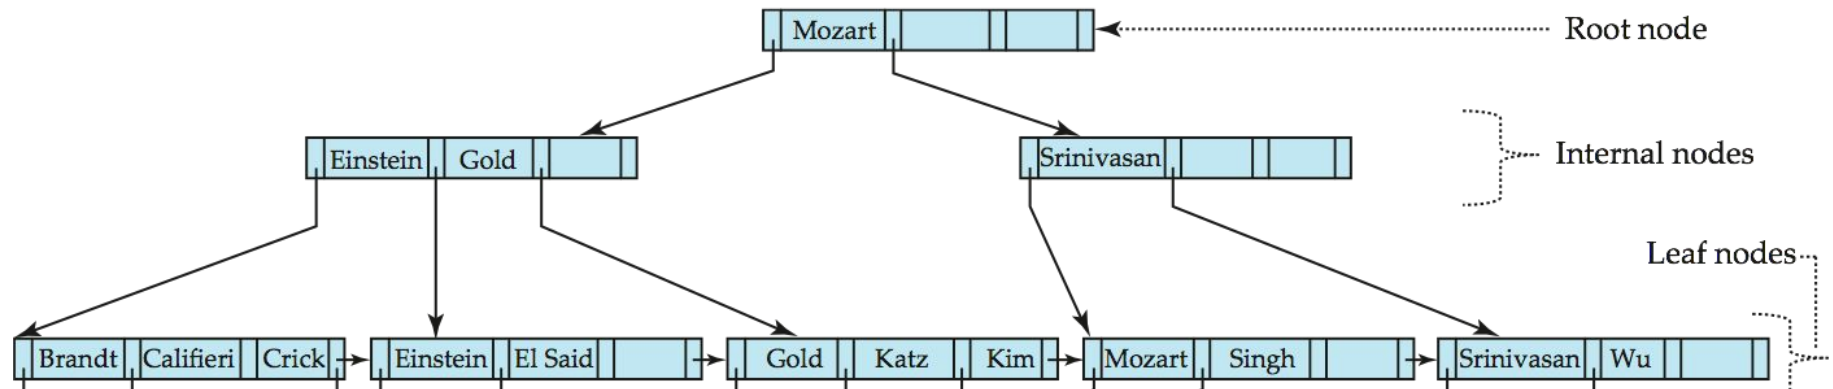 Mozart
Root node
Einstein Gold
Srinivasan
Internal nodes
Leaf nodes
Brandt Califieri Crick
Einstein El Said
Gold Katz Kim
Mozart Singh
Srinivasan Wu